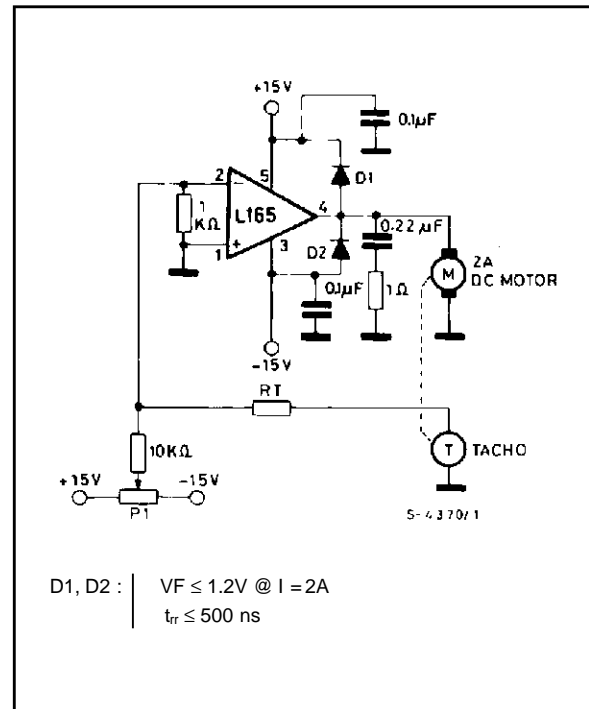 +15V
0.1µF
2
-
5
D1
1
KΩ
L165
4
+
1
3
D2
0.22 µF
M
2A
DC MOTOR
0.1µF
1Ω
-15V
RT
10KΩ
T
TACHO
+15V
-15V
P1
S-4370/1
D1, D2 :
VF ≤ 1.2V @ I = 2A
trr ≤ 500 ns